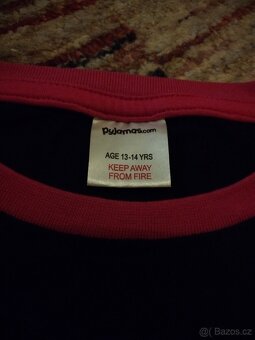 Pyjamas.com
AGE 13-14 YRS
KEEP AWAY
FROM FIRE
© Bazos.cz